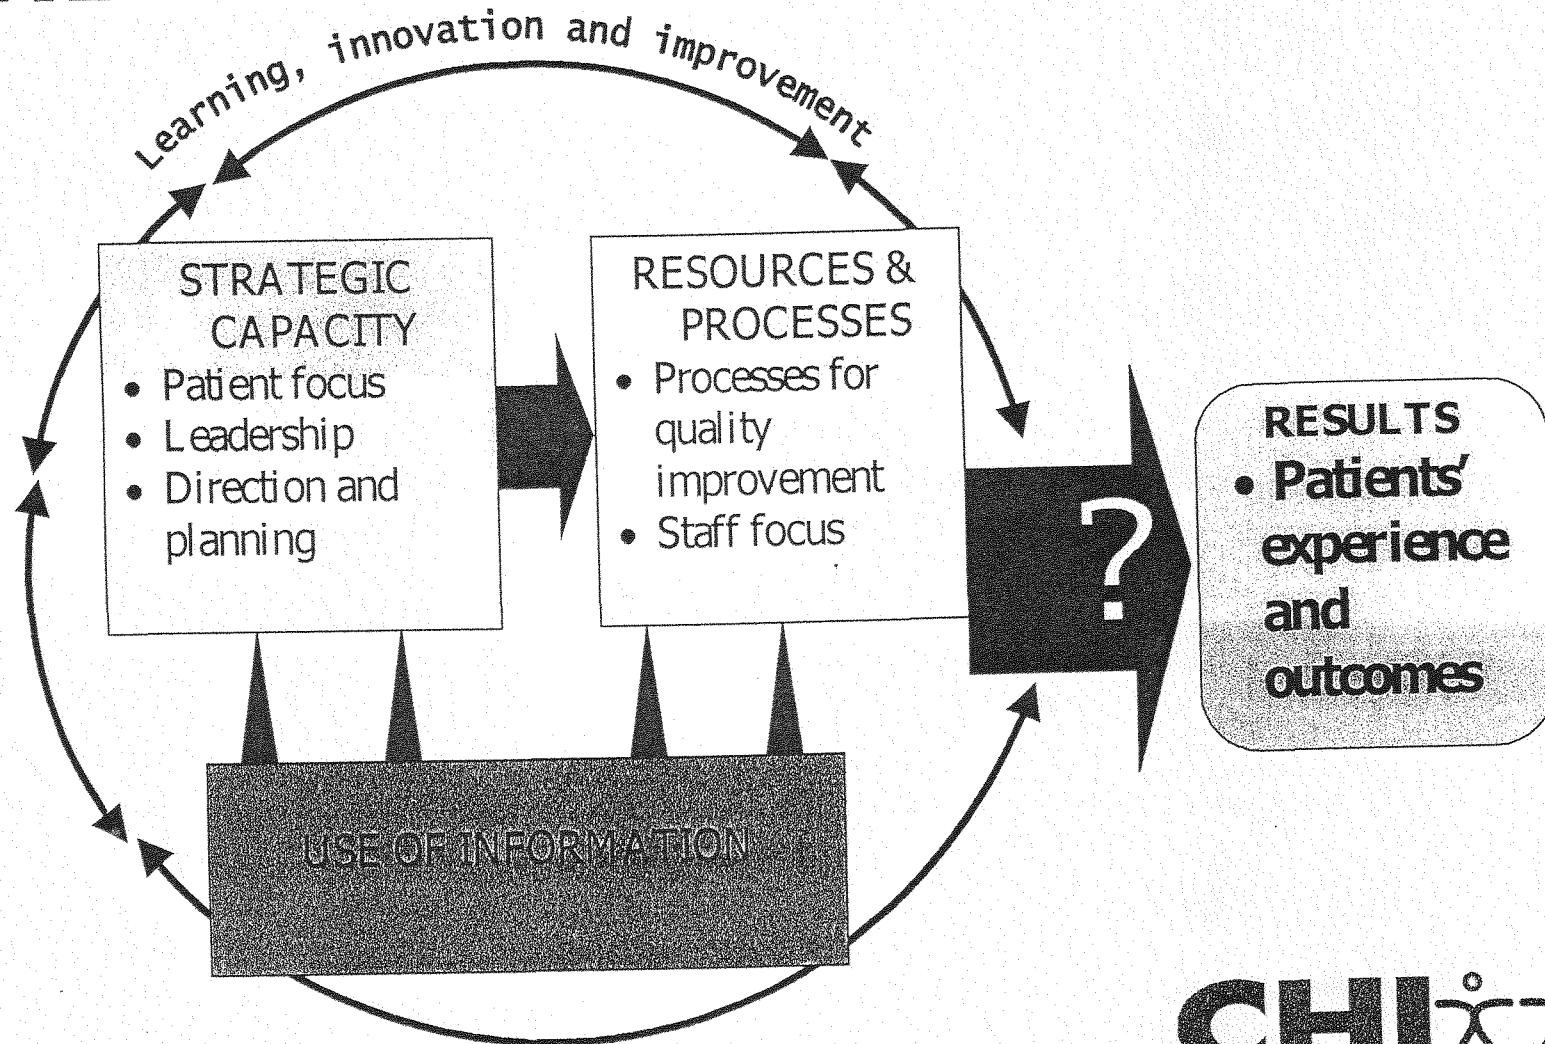 Learning, innovation and improvement
STRATEGIC
CAPACITY
• Patient focus
• Leadership
• Direction and
planning
RESOURCES &
PROCESSES
• Processes for
quality
improvement
• Staff focus
?
RESULTS
• Patients'
experience
and
outcomes
USE OF INFORMATION
CHI